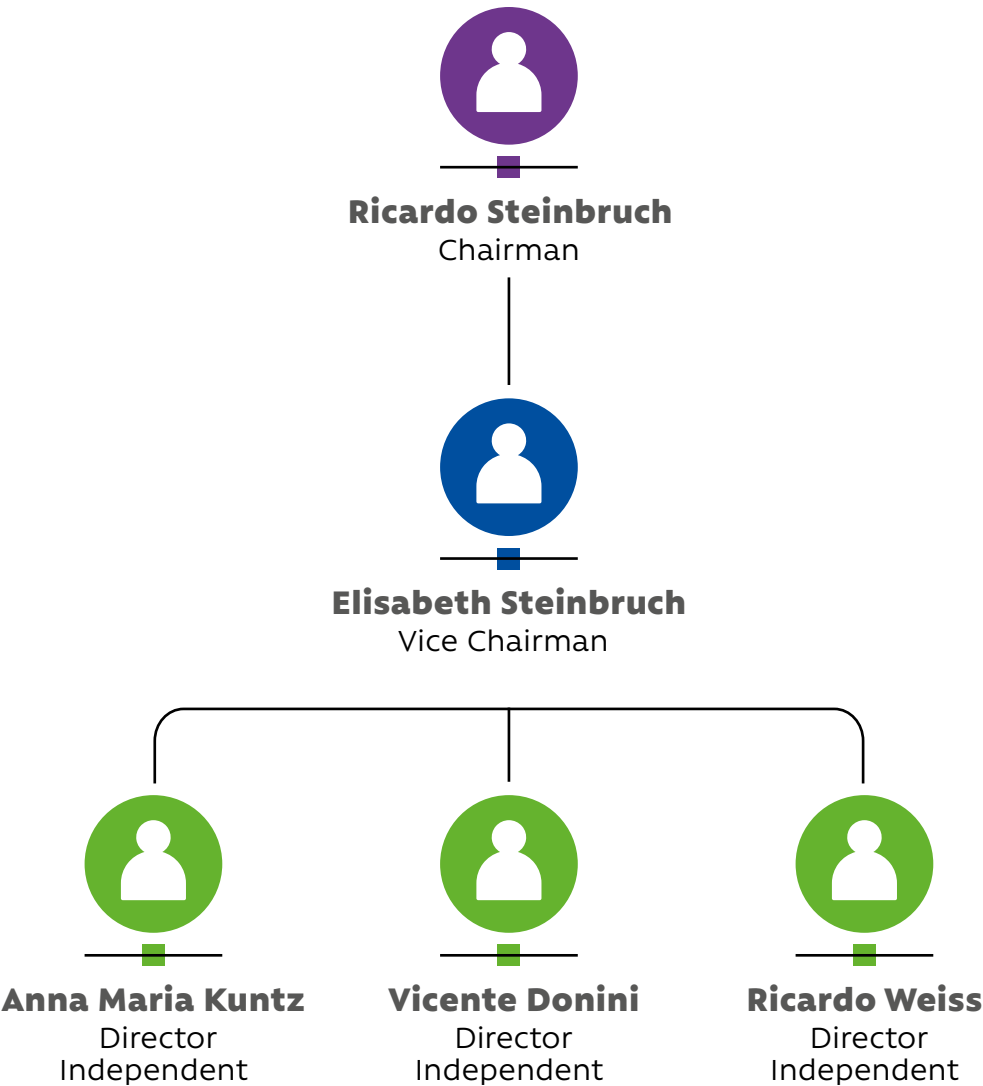 Ricardo Steinbruch
Chairman
Elisabeth Steinbruch
Vice Chairman
Anna Maria Kuntz
Director
Independent
Vicente Donini
Director
Independent
Ricardo Weiss
Director
Independent